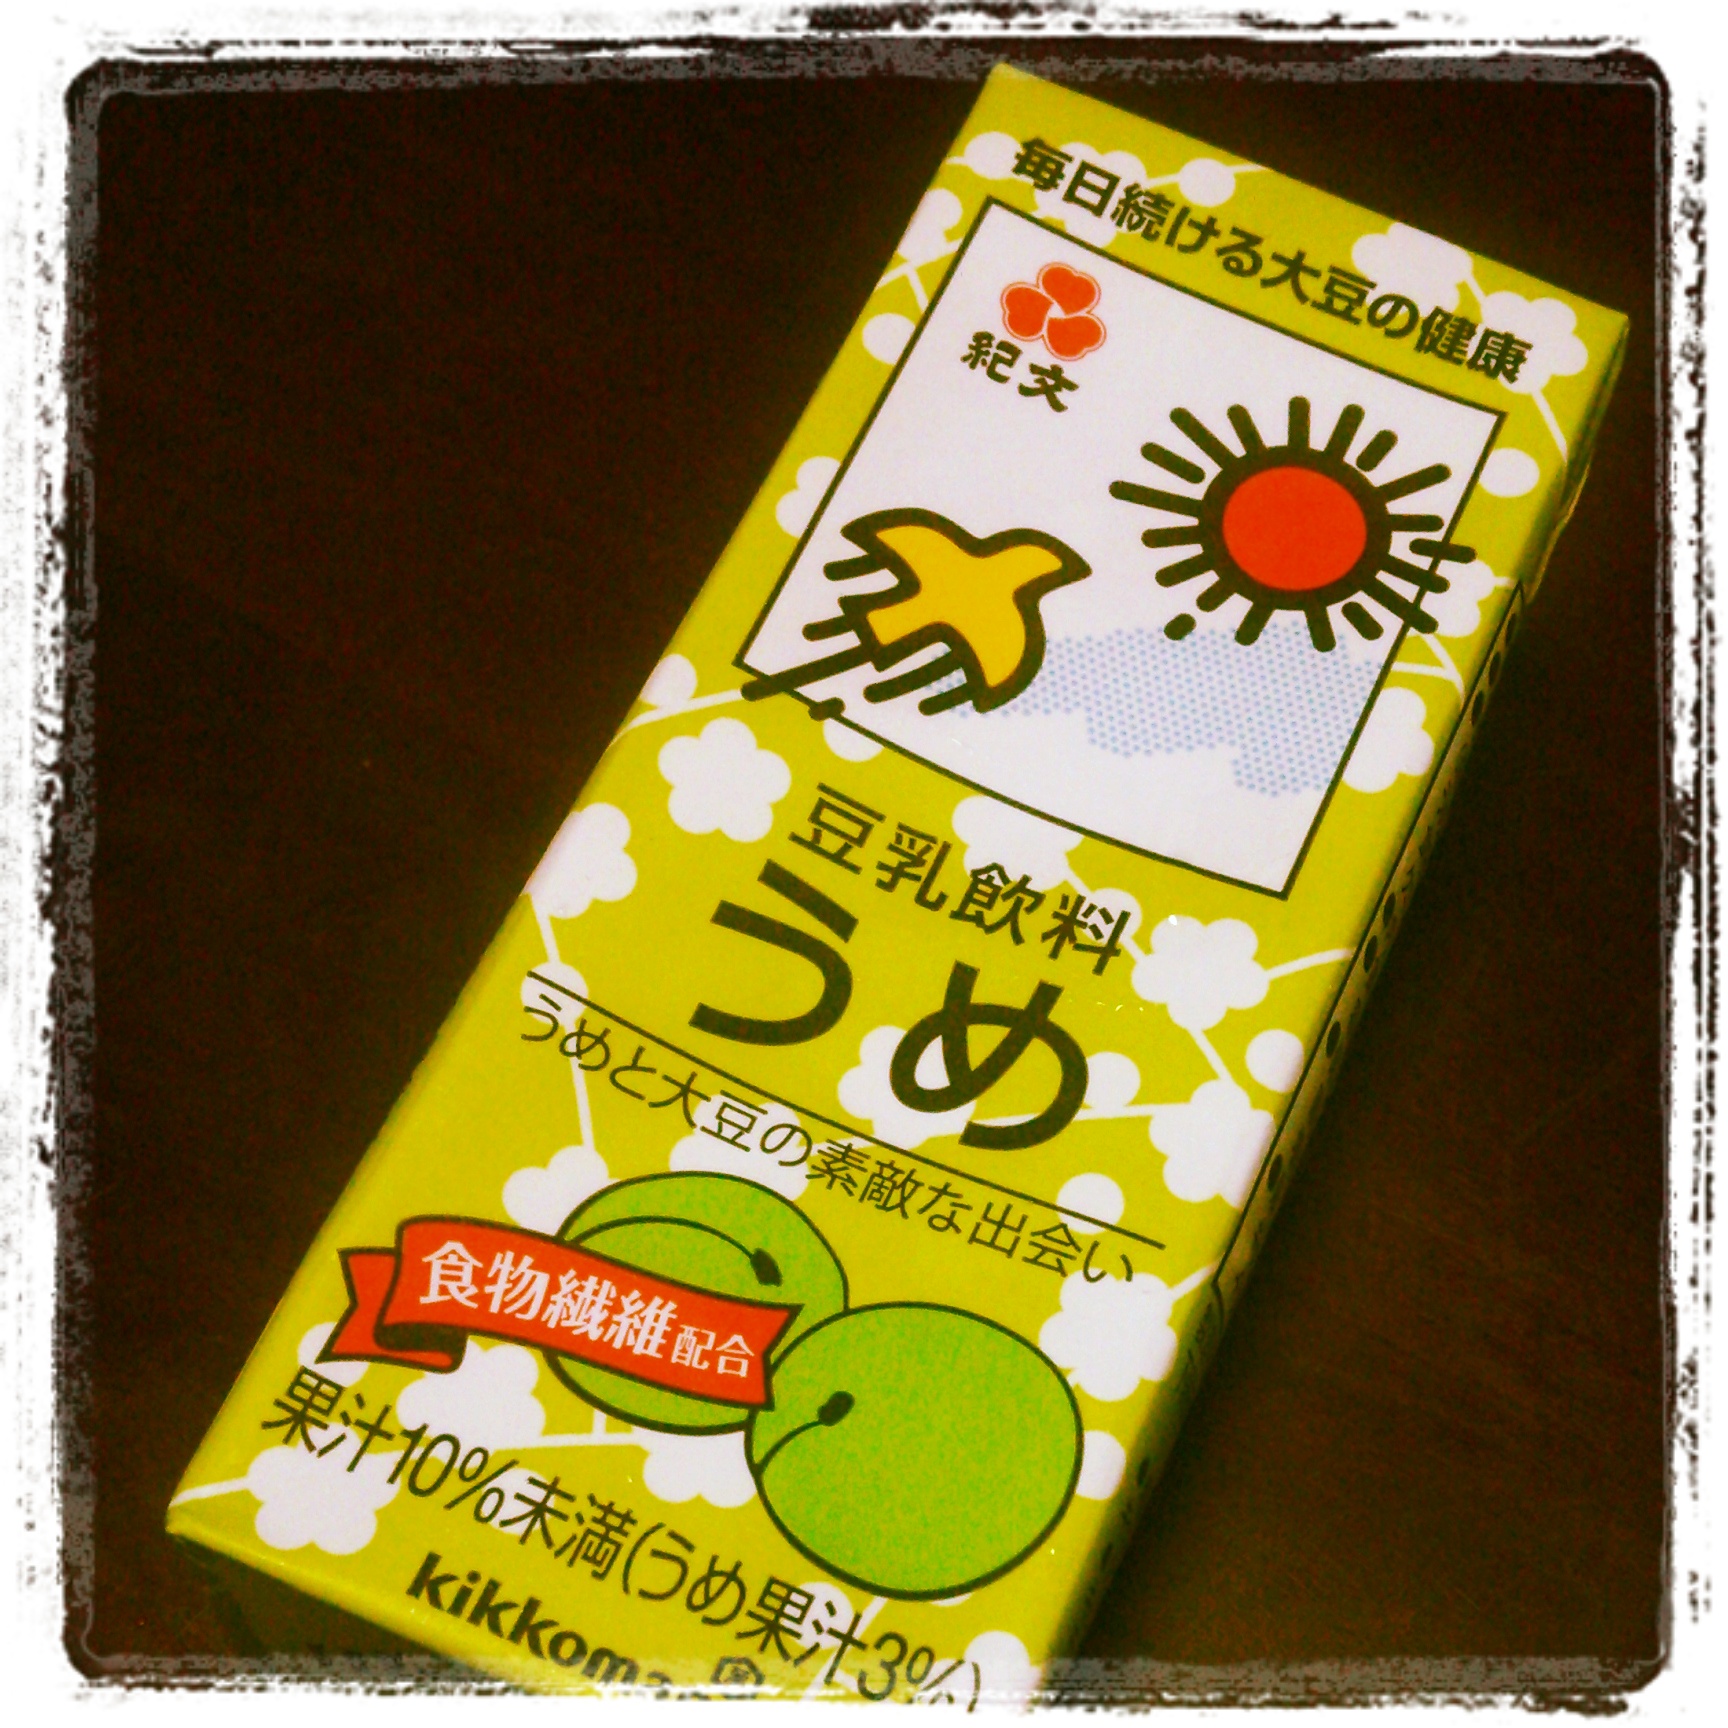 毎日続ける大豆の健康
紀文
豆乳飲料
うめ
うめと大豆の素敵な出会い
食物繊維配合
果汁10%未満(うめ果汁3%)
kikkoma